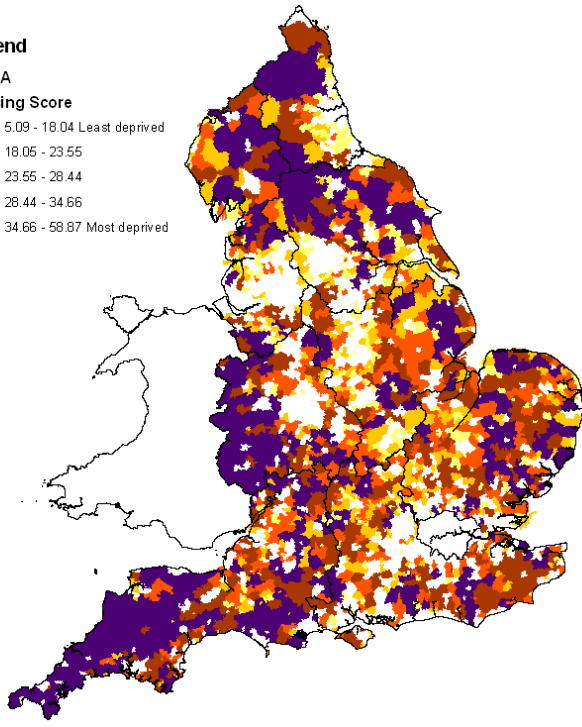 end
A
ing Score
5.09 - 18.04 Least deprived
18.05 - 23.55
23.55 - 28.44
28.44 - 34.66
34.66 - 58.87 Most deprived